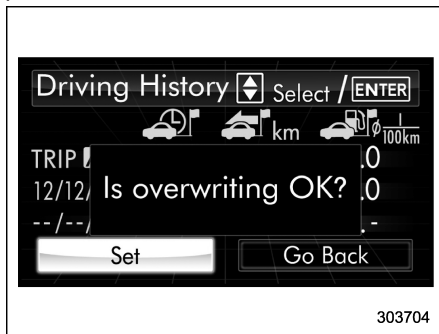 Driving History Select / ENTER
km ø l/100km
TRIP .0
12/12/ .0
--/--/ .-
Is overwriting OK?
Set Go Back
303704